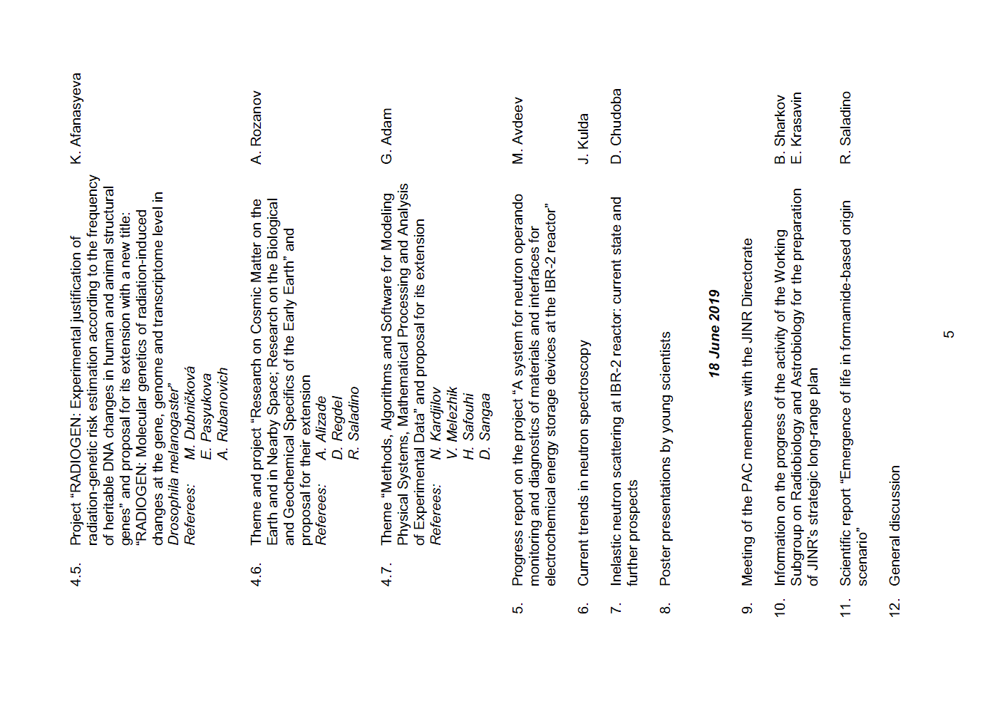 4.5. Project “RADIOGEN: Experimental justification of K. Afanasyeva
radiation-genetic risk estimation according to the frequency
of heritable DNA changes in human and animal structural
genes” and proposal for its extension with a new title:
“RADIOGEN: Molecular genetics of radiation-induced
changes at the gene, genome and transcriptome level in
Drosophila melanogaster”
Referees: M. Dubničková
E. Pasyukova
A. Rubanovich
4.6. Theme and project “Research on Cosmic Matter on the A. Rozanov
Earth and in Nearby Space; Research on the Biological
and Geochemical Specifics of the Early Earth” and
proposal for their extension
Referees: A. Alizade
D. Regdel
R. Saladino
4.7. Theme “Methods, Algorithms and Software for Modeling G. Adam
Physical Systems, Mathematical Processing and Analysis
of Experimental Data” and proposal for its extension
Referees: N. Kardjilov
V. Melezhik
H. Safouhi
D. Sangaa
5. Progress report on the project “A system for neutron operando M. Avdeev
monitoring and diagnostics of materials and interfaces for
electrochemical energy storage devices at the IBR-2 reactor”
6. Current trends in neutron spectroscopy J. Kulda
7. Inelastic neutron scattering at IBR-2 reactor: current state and D. Chudoba
further prospects
8. Poster presentations by young scientists
18 June 2019
9. Meeting of the PAC members with the JINR Directorate
10. Information on the progress of the activity of the Working B. Sharkov
Subgroup on Radiobiology and Astrobiology for the preparation E. Krasavin
of JINR’s strategic long-range plan
11. Scientific report “Emergence of life in formamide-based origin R. Saladino
scenario”
12. General discussion
5